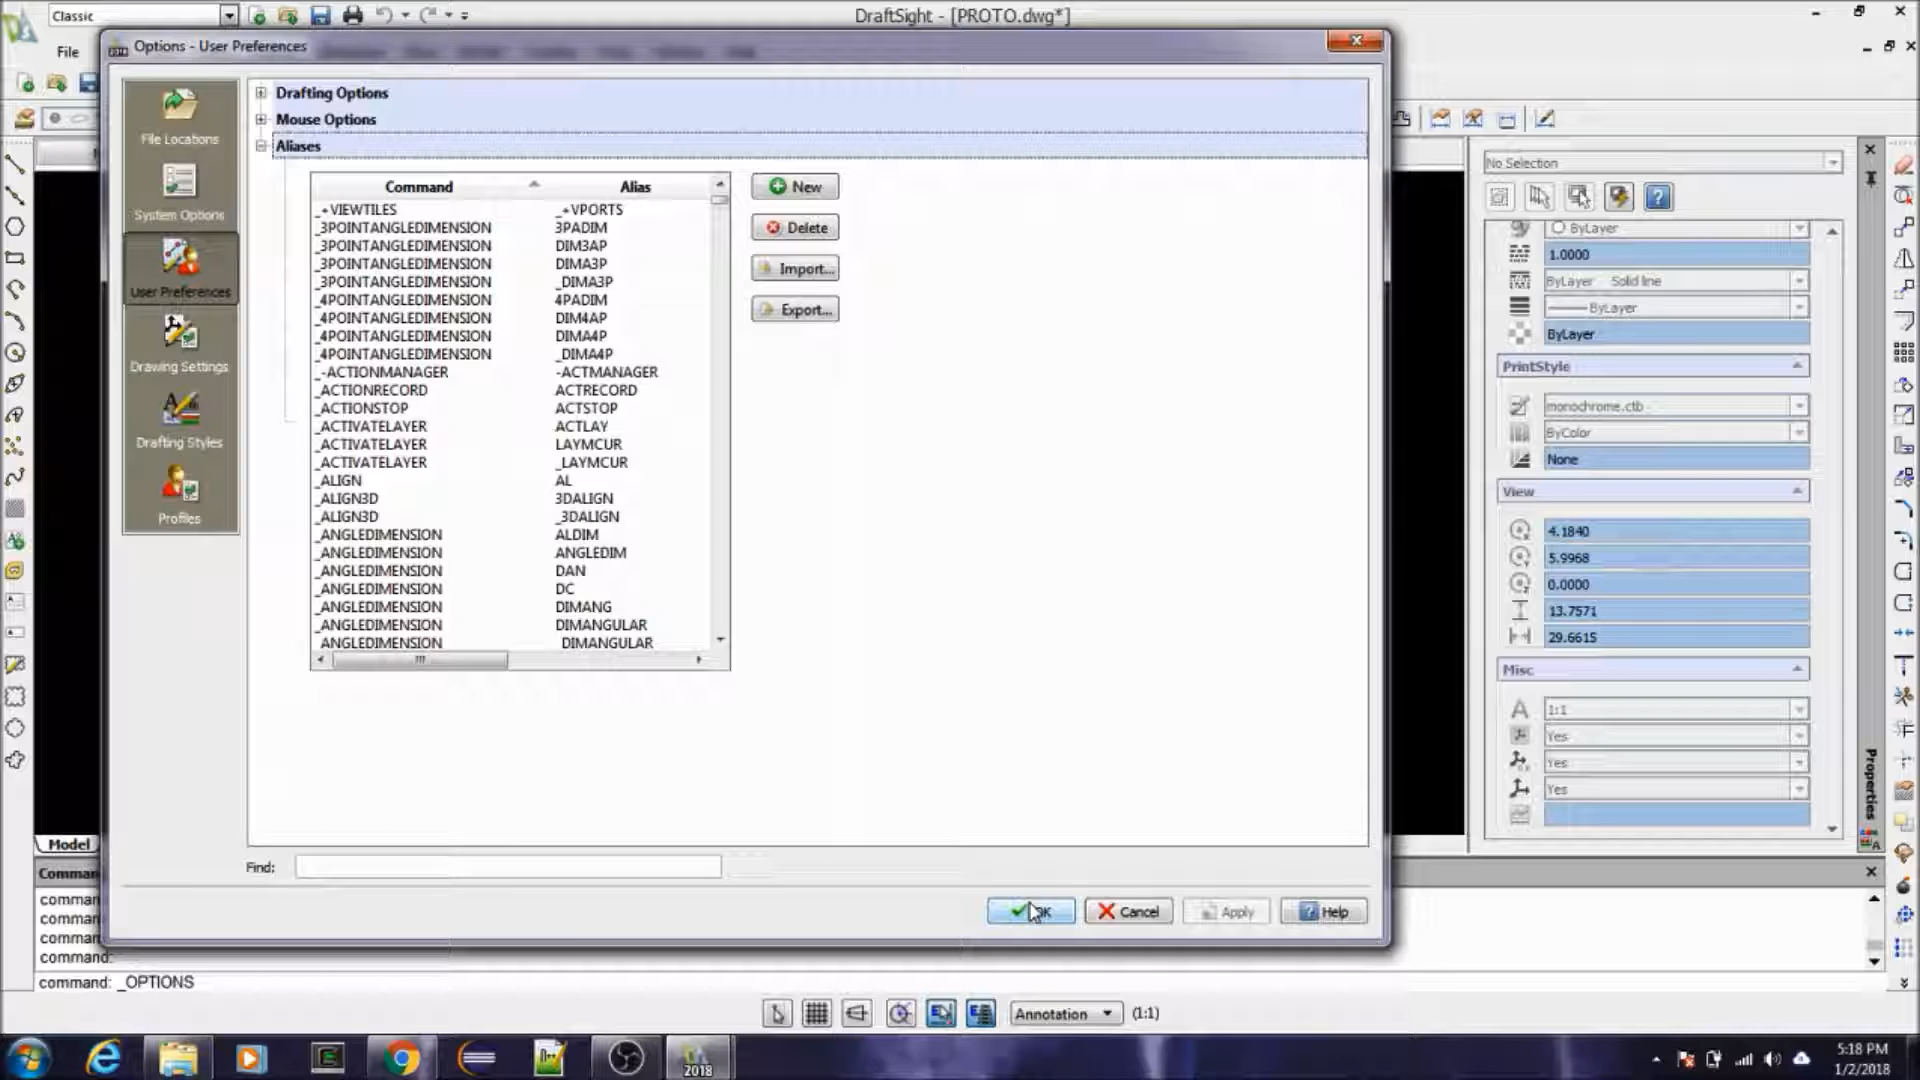 Classic
DraftSight - [PROTO.dwg*]
File
Options - User Preferences
File Locations
System Options
User Preferences
Drawing Settings
Drafting Styles
Profiles
Drafting Options
Mouse Options
Aliases
Command Alias
_+VIEWTILES _+VPORTS
_3POINTANGLEDIMENSION 3PADIM
_3POINTANGLEDIMENSION DIM3AP
_3POINTANGLEDIMENSION DIMA3P
_3POINTANGLEDIMENSION _DIMA3P
_4POINTANGLEDIMENSION 4PADIM
_4POINTANGLEDIMENSION DIM4AP
_4POINTANGLEDIMENSION DIMA4P
_4POINTANGLEDIMENSION _DIMA4P
_-ACTIONMANAGER -ACTMANAGER
_ACTIONRECORD ACTRECORD
_ACTIONSTOP ACTSTOP
_ACTIVATELAYER ACTLAY
_ACTIVATELAYER LAYMCUR
_ACTIVATELAYER _LAYMCUR
_ALIGN AL
_ALIGN3D 3DALIGN
_ALIGN3D _3DALIGN
_ANGLEDIMENSION ALDIM
_ANGLEDIMENSION ANGLEDIM
_ANGLEDIMENSION DAN
_ANGLEDIMENSION DC
_ANGLEDIMENSION DIMANG
_ANGLEDIMENSION DIMANGULAR
_ANGLEDIMENSION _DIMANGULAR
New
Delete
Import...
Export...
Find:
OK
Cancel
Apply
Help
No Selection
ByLayer
1.0000
ByLayer Solid line
ByLayer
ByLayer
PrintStyle
monochrome.ctb
ByColor
None
View
4.1840
5.9968
0.0000
13.7571
29.6615
Misc
1:1
Yes
Yes
Yes
Properties
Model
command:
command: _OPTIONS
Annotation (1:1)
2018
5:18 PM
1/2/2018